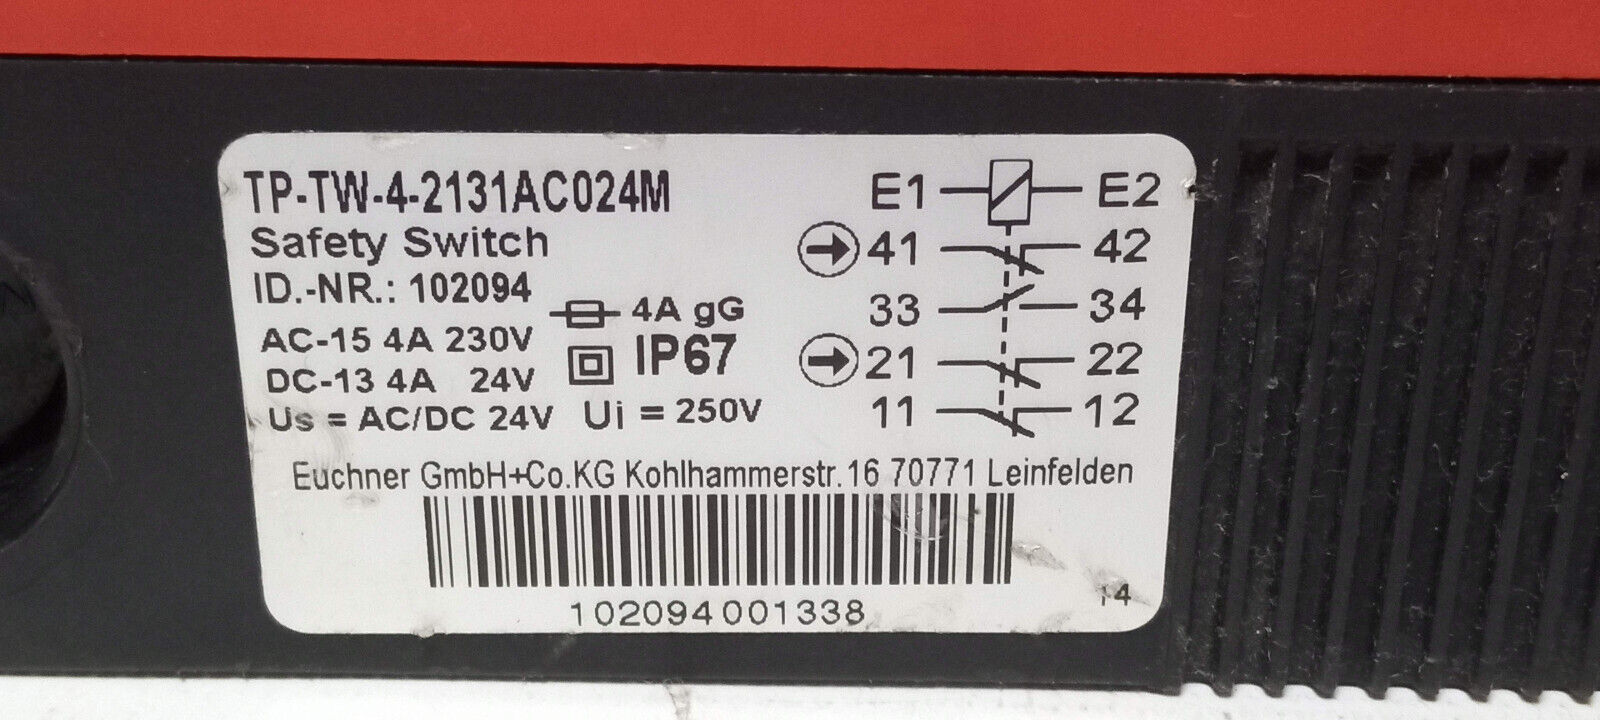 TP-TW-4-2131AC024M
Safety Switch
ID.-NR.: 102094
AC-15 4A 230V
DC-13 4A 24V
Us = AC/DC 24V
4A gG
IP67
Ui = 250V
E1 E2
41 42
33 34
21 22
11 12
Euchner GmbH+Co.KG Kohlhammerstr.16 70771 Leinfelden
102094001338